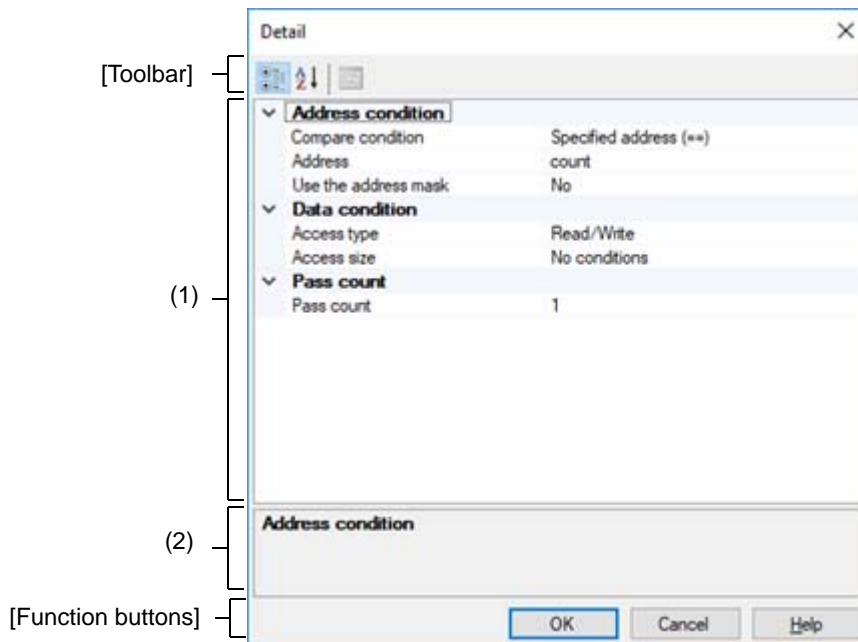 Detail
[Toolbar]
Address condition
Compare condition Specified address (==)
Address count
Use the address mask No
Data condition
Access type Read/Write
Access size No conditions
(1)
Pass count
Pass count 1
(2)
Address condition
[Function buttons]
OK Cancel Help